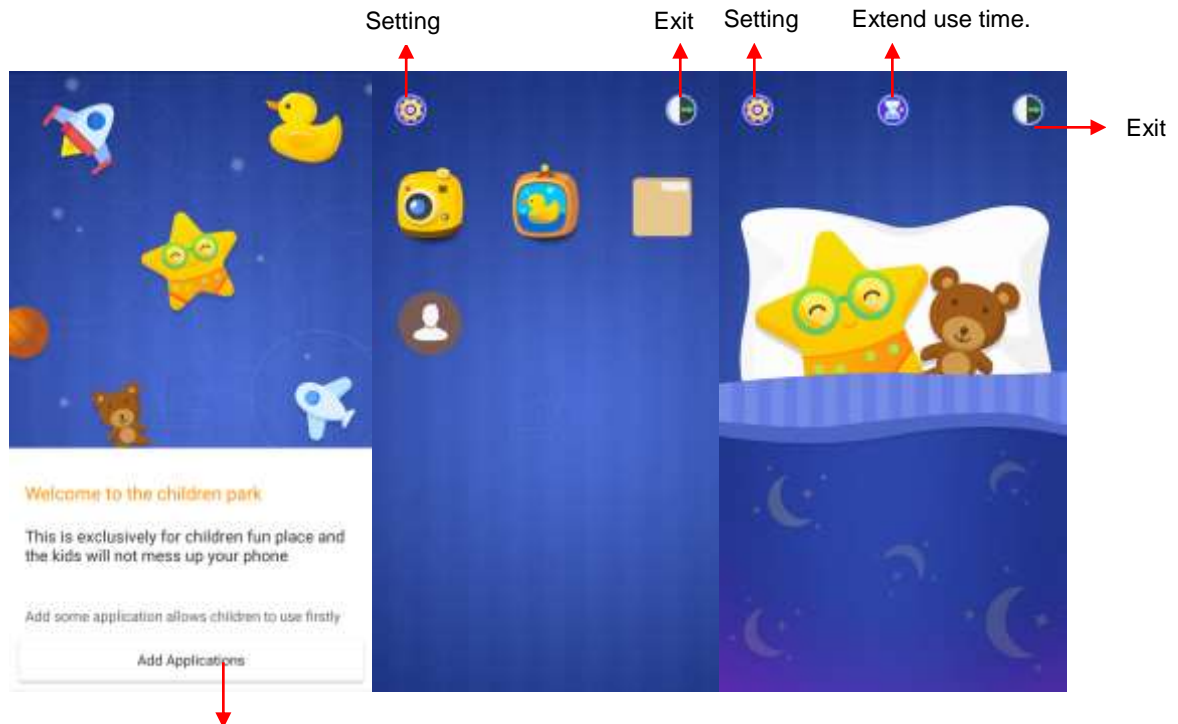 Setting
Exit
Setting
Extend use time.
Exit
Welcome to the children park
This is exclusively for children fun place and
the kids will not mess up your phone
Add some application allows children to use firstly
Add Applications